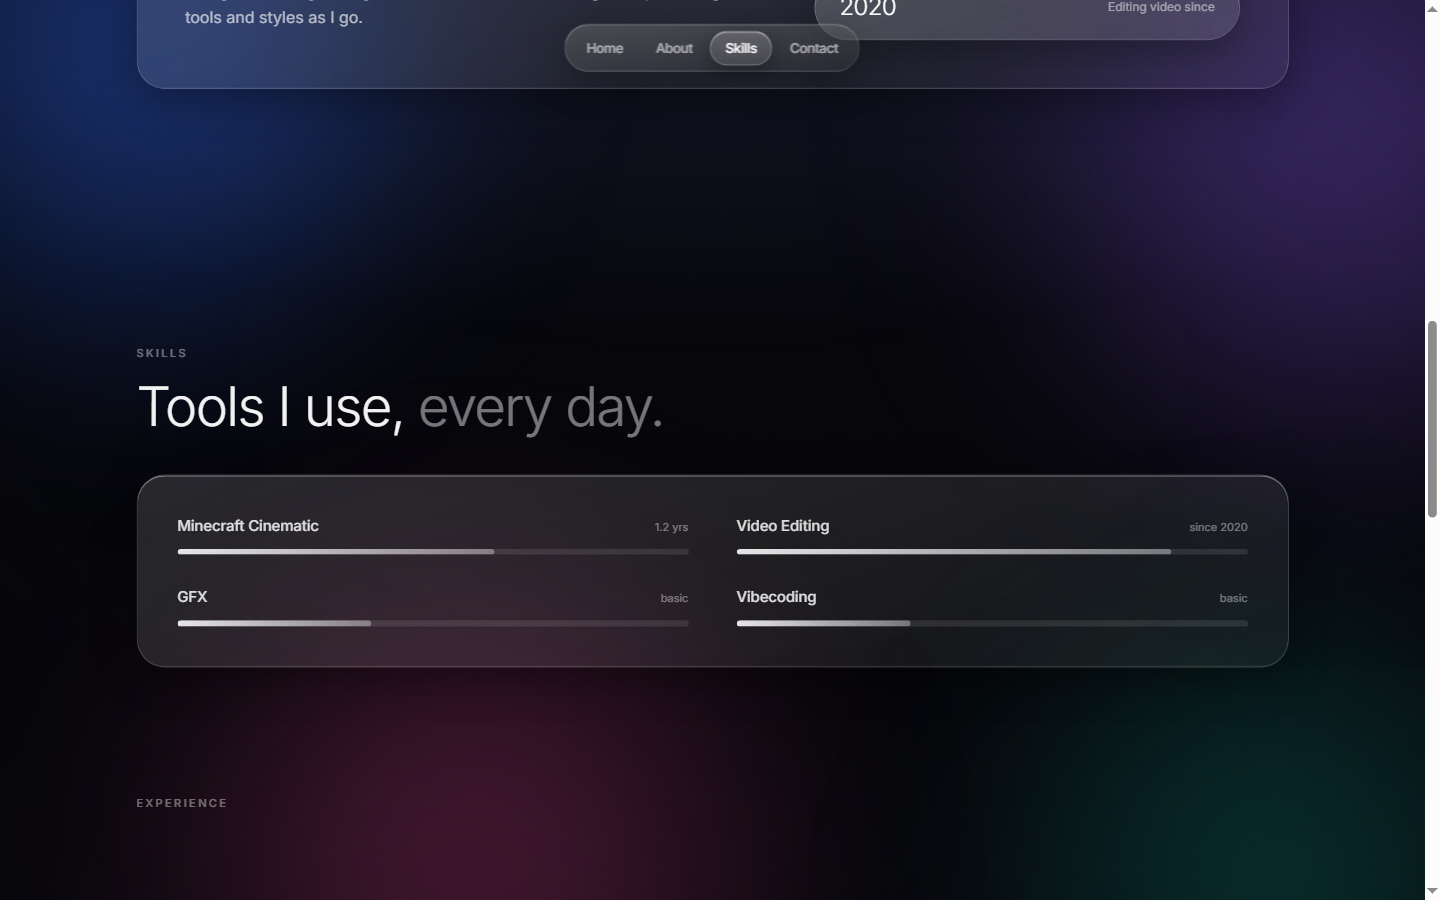 tools and styles as I go.
2020
Editing video since
Home
About
Skills
Contact
SKILLS
Tools I use, every day.
Minecraft Cinematic
1.2 yrs
Video Editing
since 2020
GFX
basic
Vibecoding
basic
EXPERIENCE